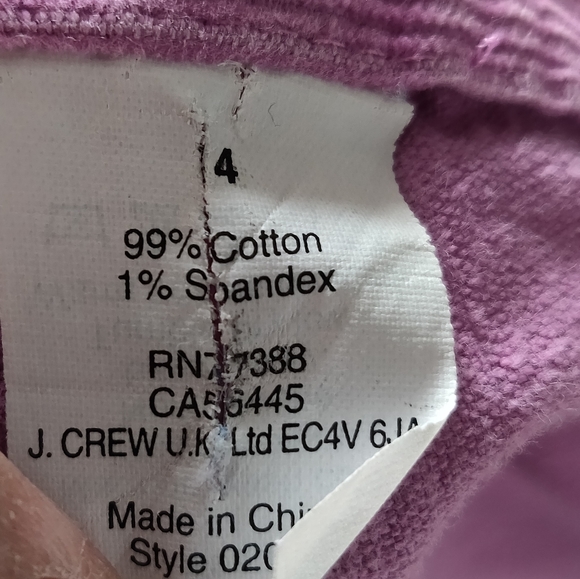 4
99% Cotton
1% Spandex
RN77388
CA56445
J. CREW U.K. Ltd EC4V 6JA
Made in
Style